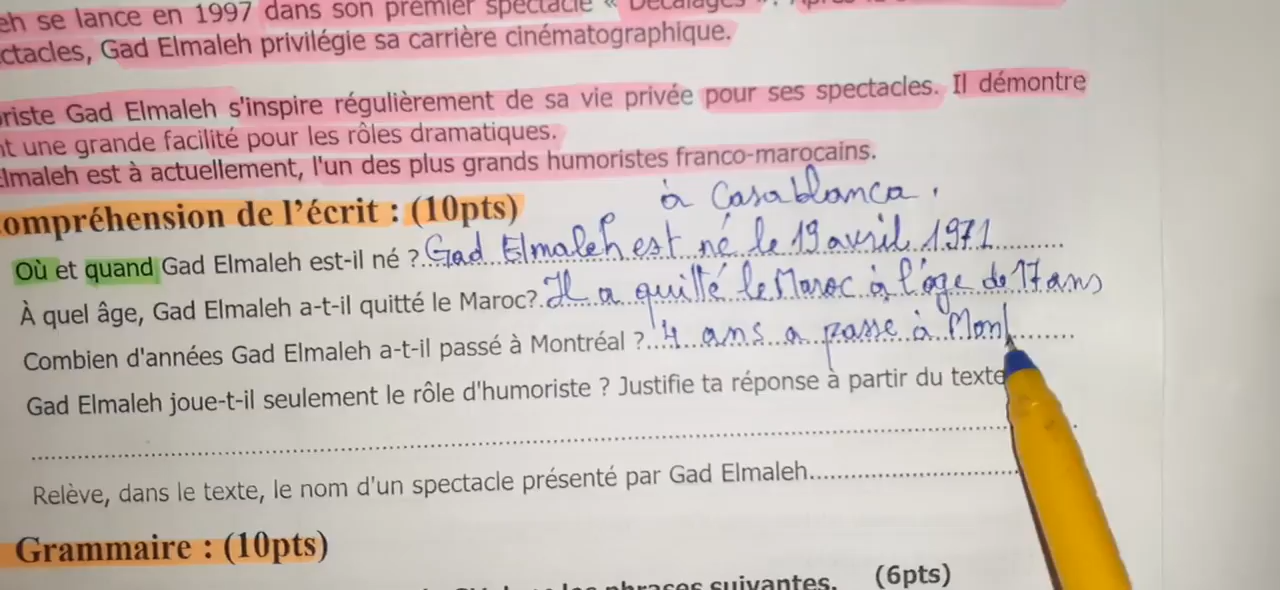 eh se lance en 1997 dans son premier spectacle « Décalages ».
ctacles, Gad Elmaleh privilégie sa carrière cinématographique.
riste Gad Elmaleh s'inspire régulièrement de sa vie privée pour ses spectacles. Il démontre
nt une grande facilité pour les rôles dramatiques.
Elmaleh est à actuellement, l'un des plus grands humoristes franco-marocains.
à Casablanca.
ompréhension de l'écrit : (10pts)
Où et quand Gad Elmaleh est-il né ? Gad Elmaleh est né le 19 avril 1971
À quel âge, Gad Elmaleh a-t-il quitté le Maroc? Il a quitté le Maroc à l'âge de 17 ans
Combien d'années Gad Elmaleh a-t-il passé à Montréal ? 4 ans a passe à Mont
Gad Elmaleh joue-t-il seulement le rôle d'humoriste ? Justifie ta réponse à partir du texte
Relève, dans le texte, le nom d'un spectacle présenté par Gad Elmaleh
Grammaire : (10pts)
les phrases suivantes. (6pts)